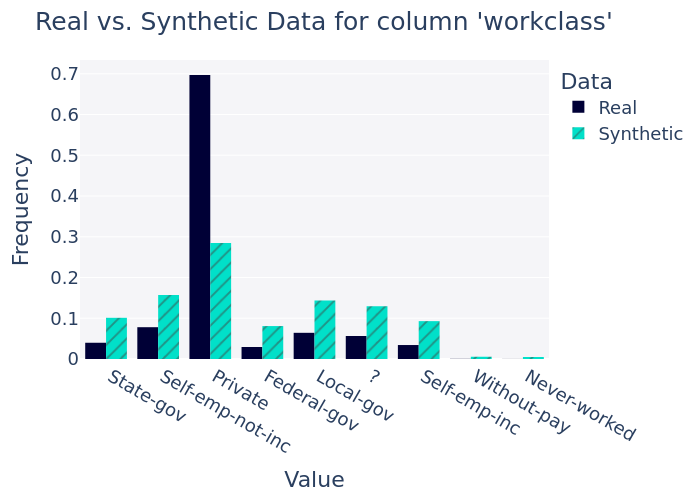 Real vs. Synthetic Data for column 'workclass'
Data
Real
Synthetic
Frequency
0.7
0.6
0.5
0.4
0.3
0.2
0.1
0
State-gov
Self-emp-not-inc
Private
Federal-gov
Local-gov
?
Self-emp-inc
Without-pay
Never-worked
Value